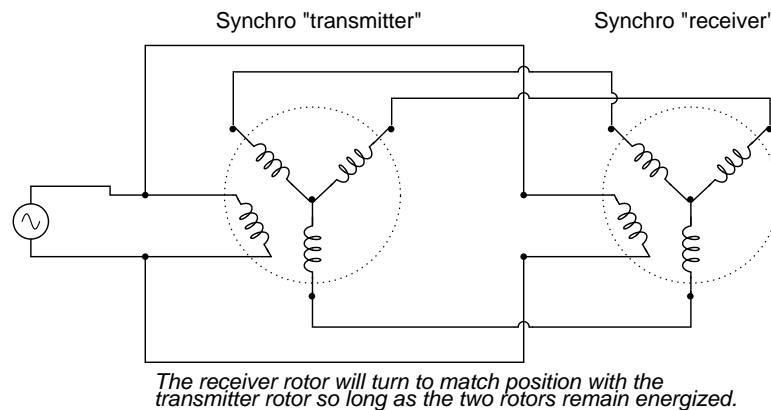 Synchro "transmitter"
Synchro "receiver"
The receiver rotor will turn to match position with the
transmitter rotor so long as the two rotors remain energized.